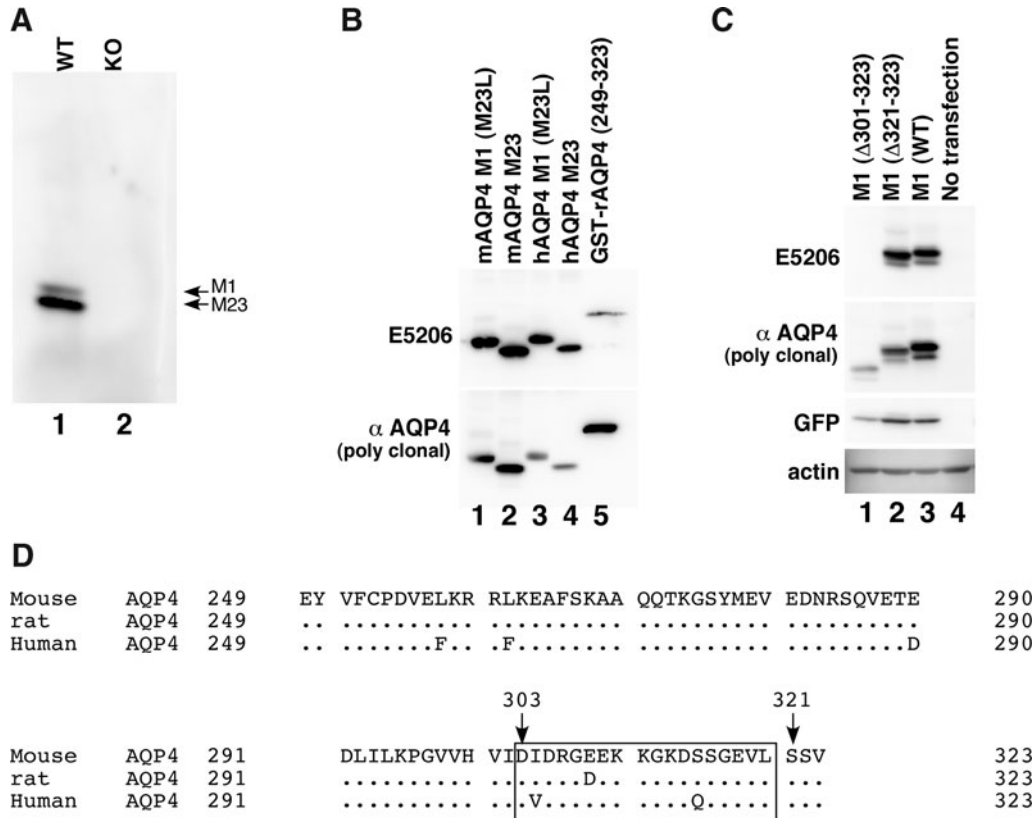 A
WT
KO
M1
M23
1 2
B
mAQP4 M1 (M23L)
mAQP4 M23
hAQP4 M1 (M23L)
hAQP4 M23
GST-rAQP4 (249-323)
E5206
α AQP4
(poly clonal)
1 2 3 4 5
C
M1 (Δ301-323)
M1 (Δ321-323)
M1 (WT)
No transfection
E5206
α AQP4
(poly clonal)
GFP
actin
1 2 3 4
D
Mouse AQP4 249 EY VFCPDVELKR RLKEAFSKAA QQTKGSYMEV EDNRSQVETE 290
rat AQP4 249 .. .......... .......... .......... .......... 290
Human AQP4 249 .. .......F.. .F........ .......... .........D 290
303 321
Mouse AQP4 291 DLILKPGVVH VIDIDRGEEK KGKDSSGEVL SSV 323
rat AQP4 291 .......... .......D.. .......... ... 323
Human AQP4 291 .......... ...V...... .....Q.... ... 323